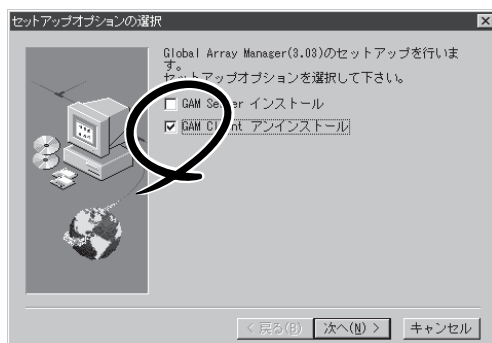 セットアップオプションの選択
Global Array Manager(3.03)のセットアップを行いま
す。
セットアップオプションを選択して下さい。
GAM Server インストール
GAM Client アンインストール
< 戻る(B)
次へ(N) >
キャンセル